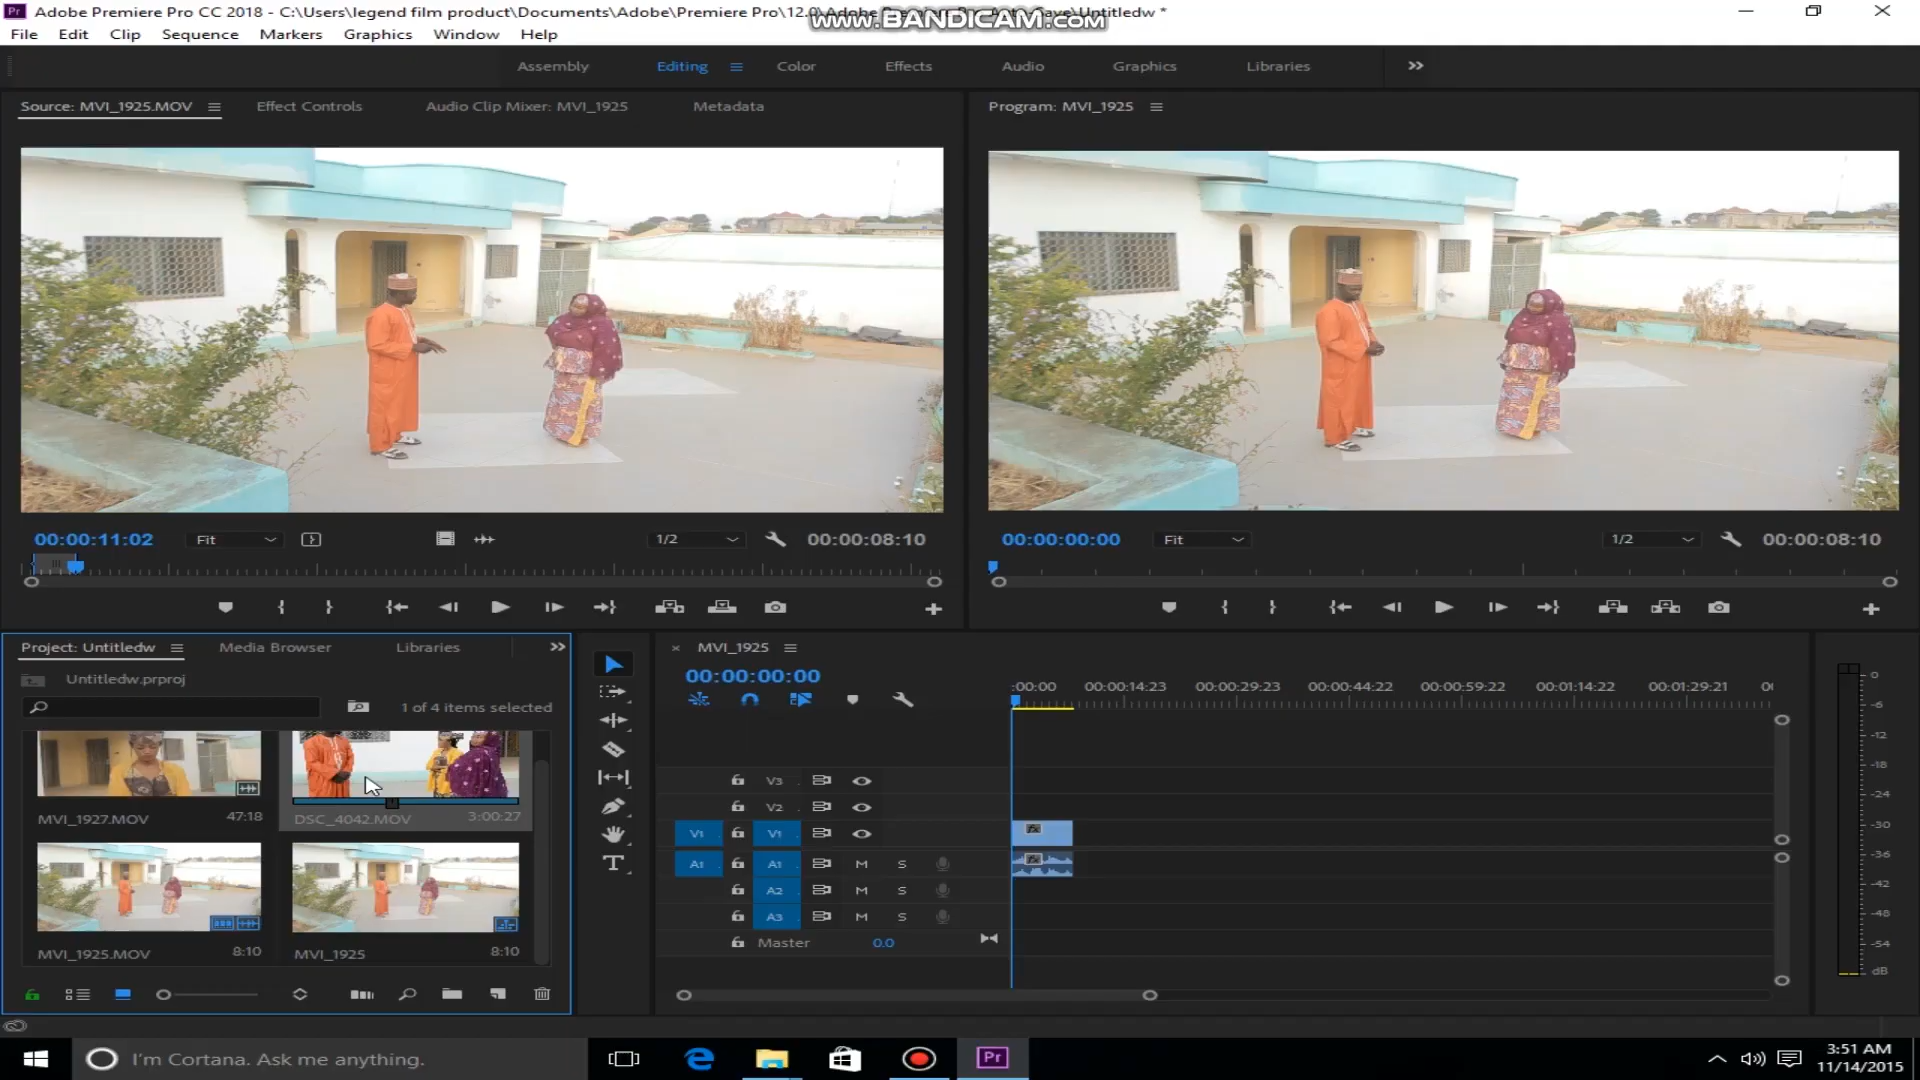 Pr Adobe Premiere Pro CC 2018 - C:\Users\legend film product\Documents\Adobe\Premiere Pro\12.0\Untitledw *
www.BANDICAM.com
File Edit Clip Sequence Markers Graphics Window Help
Assembly Editing Color Effects Audio Graphics Libraries
Source: MVI_1925.MOV Effect Controls Audio Clip Mixer: MVI_1925 Metadata
Program: MVI_1925
00:00:11:02 Fit 1/2 00:00:08:10
00:00:00:00 Fit 1/2 00:00:08:10
Project: Untitledw Media Browser Libraries
Untitledw.prproj
1 of 4 items selected
MVI_1927.MOV 47:18
DSC_4042.MOV 3:00:27
MVI_1925.MOV 8:10
MVI_1925 8:10
× MVI_1925
00:00:00:00
:00:00 00:00:14:23 00:00:29:23 00:00:44:22 00:00:59:22 00:01:14:22 00:01:29:21
V3
V2
V1 V1
fx
A1 A1 M S
fx
A2 M S
A3 M S
Master 0.0
0
-6
-12
-18
-24
-30
-36
-42
-48
-54
dB
I'm Cortana. Ask me anything.
Pr
3:51 AM
11/14/2015